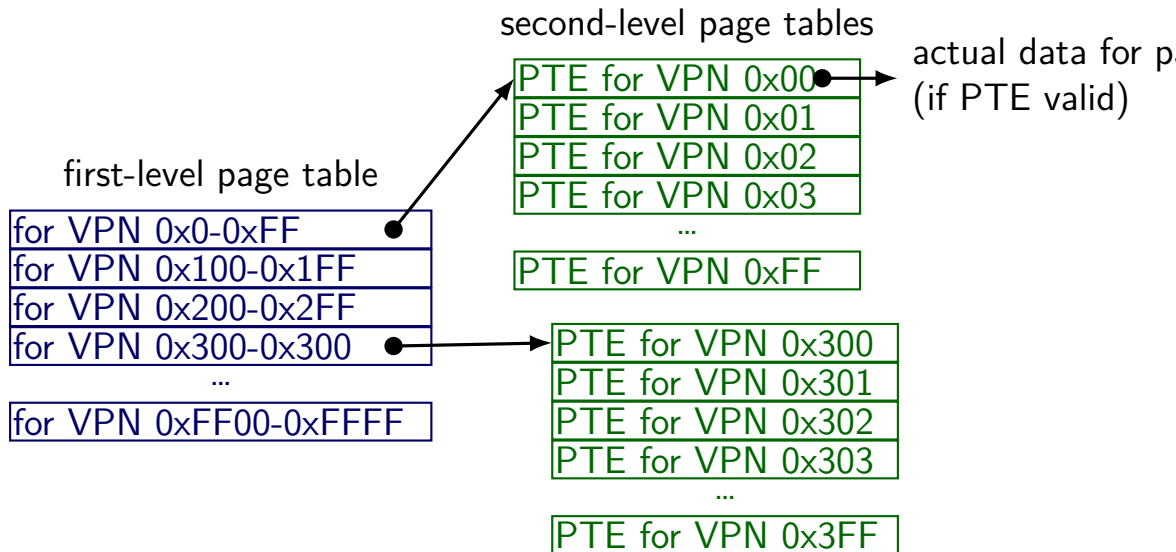 second-level page tables
PTE for VPN 0x00
PTE for VPN 0x01
PTE for VPN 0x02
PTE for VPN 0x03
...
PTE for VPN 0xFF
actual data for pa
(if PTE valid)
first-level page table
for VPN 0x0-0xFF
for VPN 0x100-0x1FF
for VPN 0x200-0x2FF
for VPN 0x300-0x300
...
for VPN 0xFF00-0xFFFF
PTE for VPN 0x300
PTE for VPN 0x301
PTE for VPN 0x302
PTE for VPN 0x303
...
PTE for VPN 0x3FF